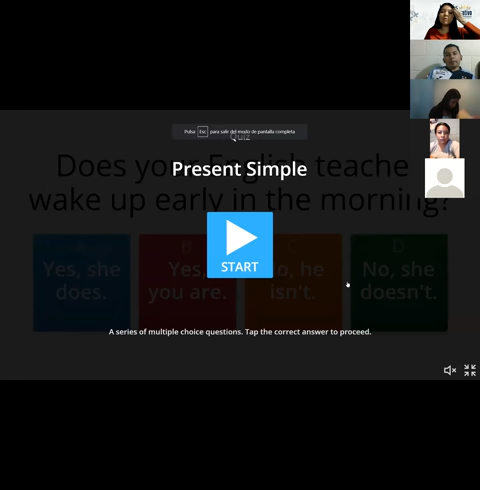 Pulsa Esc para salir del modo de pantalla completa
Quiz
Does your English teache
Present Simple
wake up early in the morning?
START
A
B
C
D
Yes, she does.
Yes, you are.
No, he isn't.
No, she doesn't.
A series of multiple choice questions. Tap the correct answer to proceed.